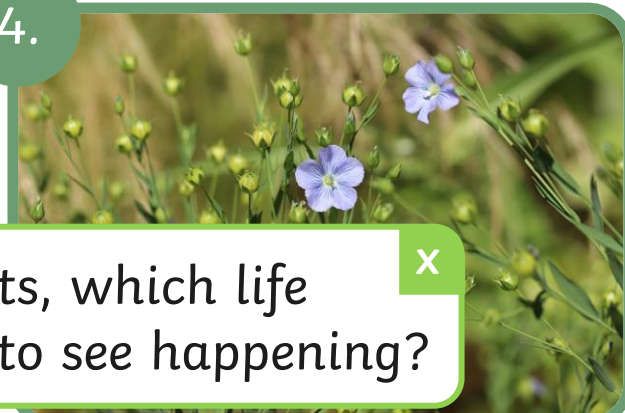 4.
x
ts, which life
to see happening?